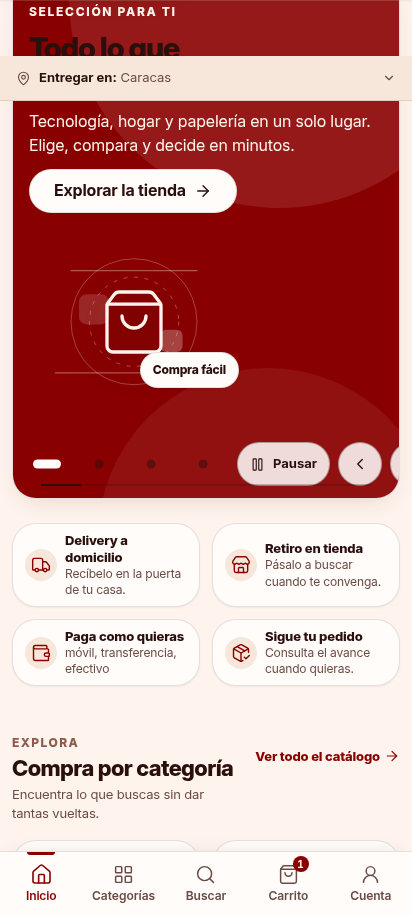 SELECCIÓN PARA TI
Todo lo que
Entregar en: Caracas
Tecnología, hogar y papelería en un solo lugar.
Elige, compara y decide en minutos.
Explorar la tienda
Compra fácil
Pausar
Delivery a
domicilio
Recíbelo en la puerta
de tu casa.
Retiro en tienda
Pásalo a buscar
cuando te convenga.
Paga como quieras
móvil, transferencia,
efectivo
Sigue tu pedido
Consulta el avance
cuando quieras.
EXPLORA
Compra por categoría
Ver todo el catálogo
Encuentra lo que buscas sin dar
tantas vueltas.
1
Inicio
Categorías
Buscar
Carrito
Cuenta